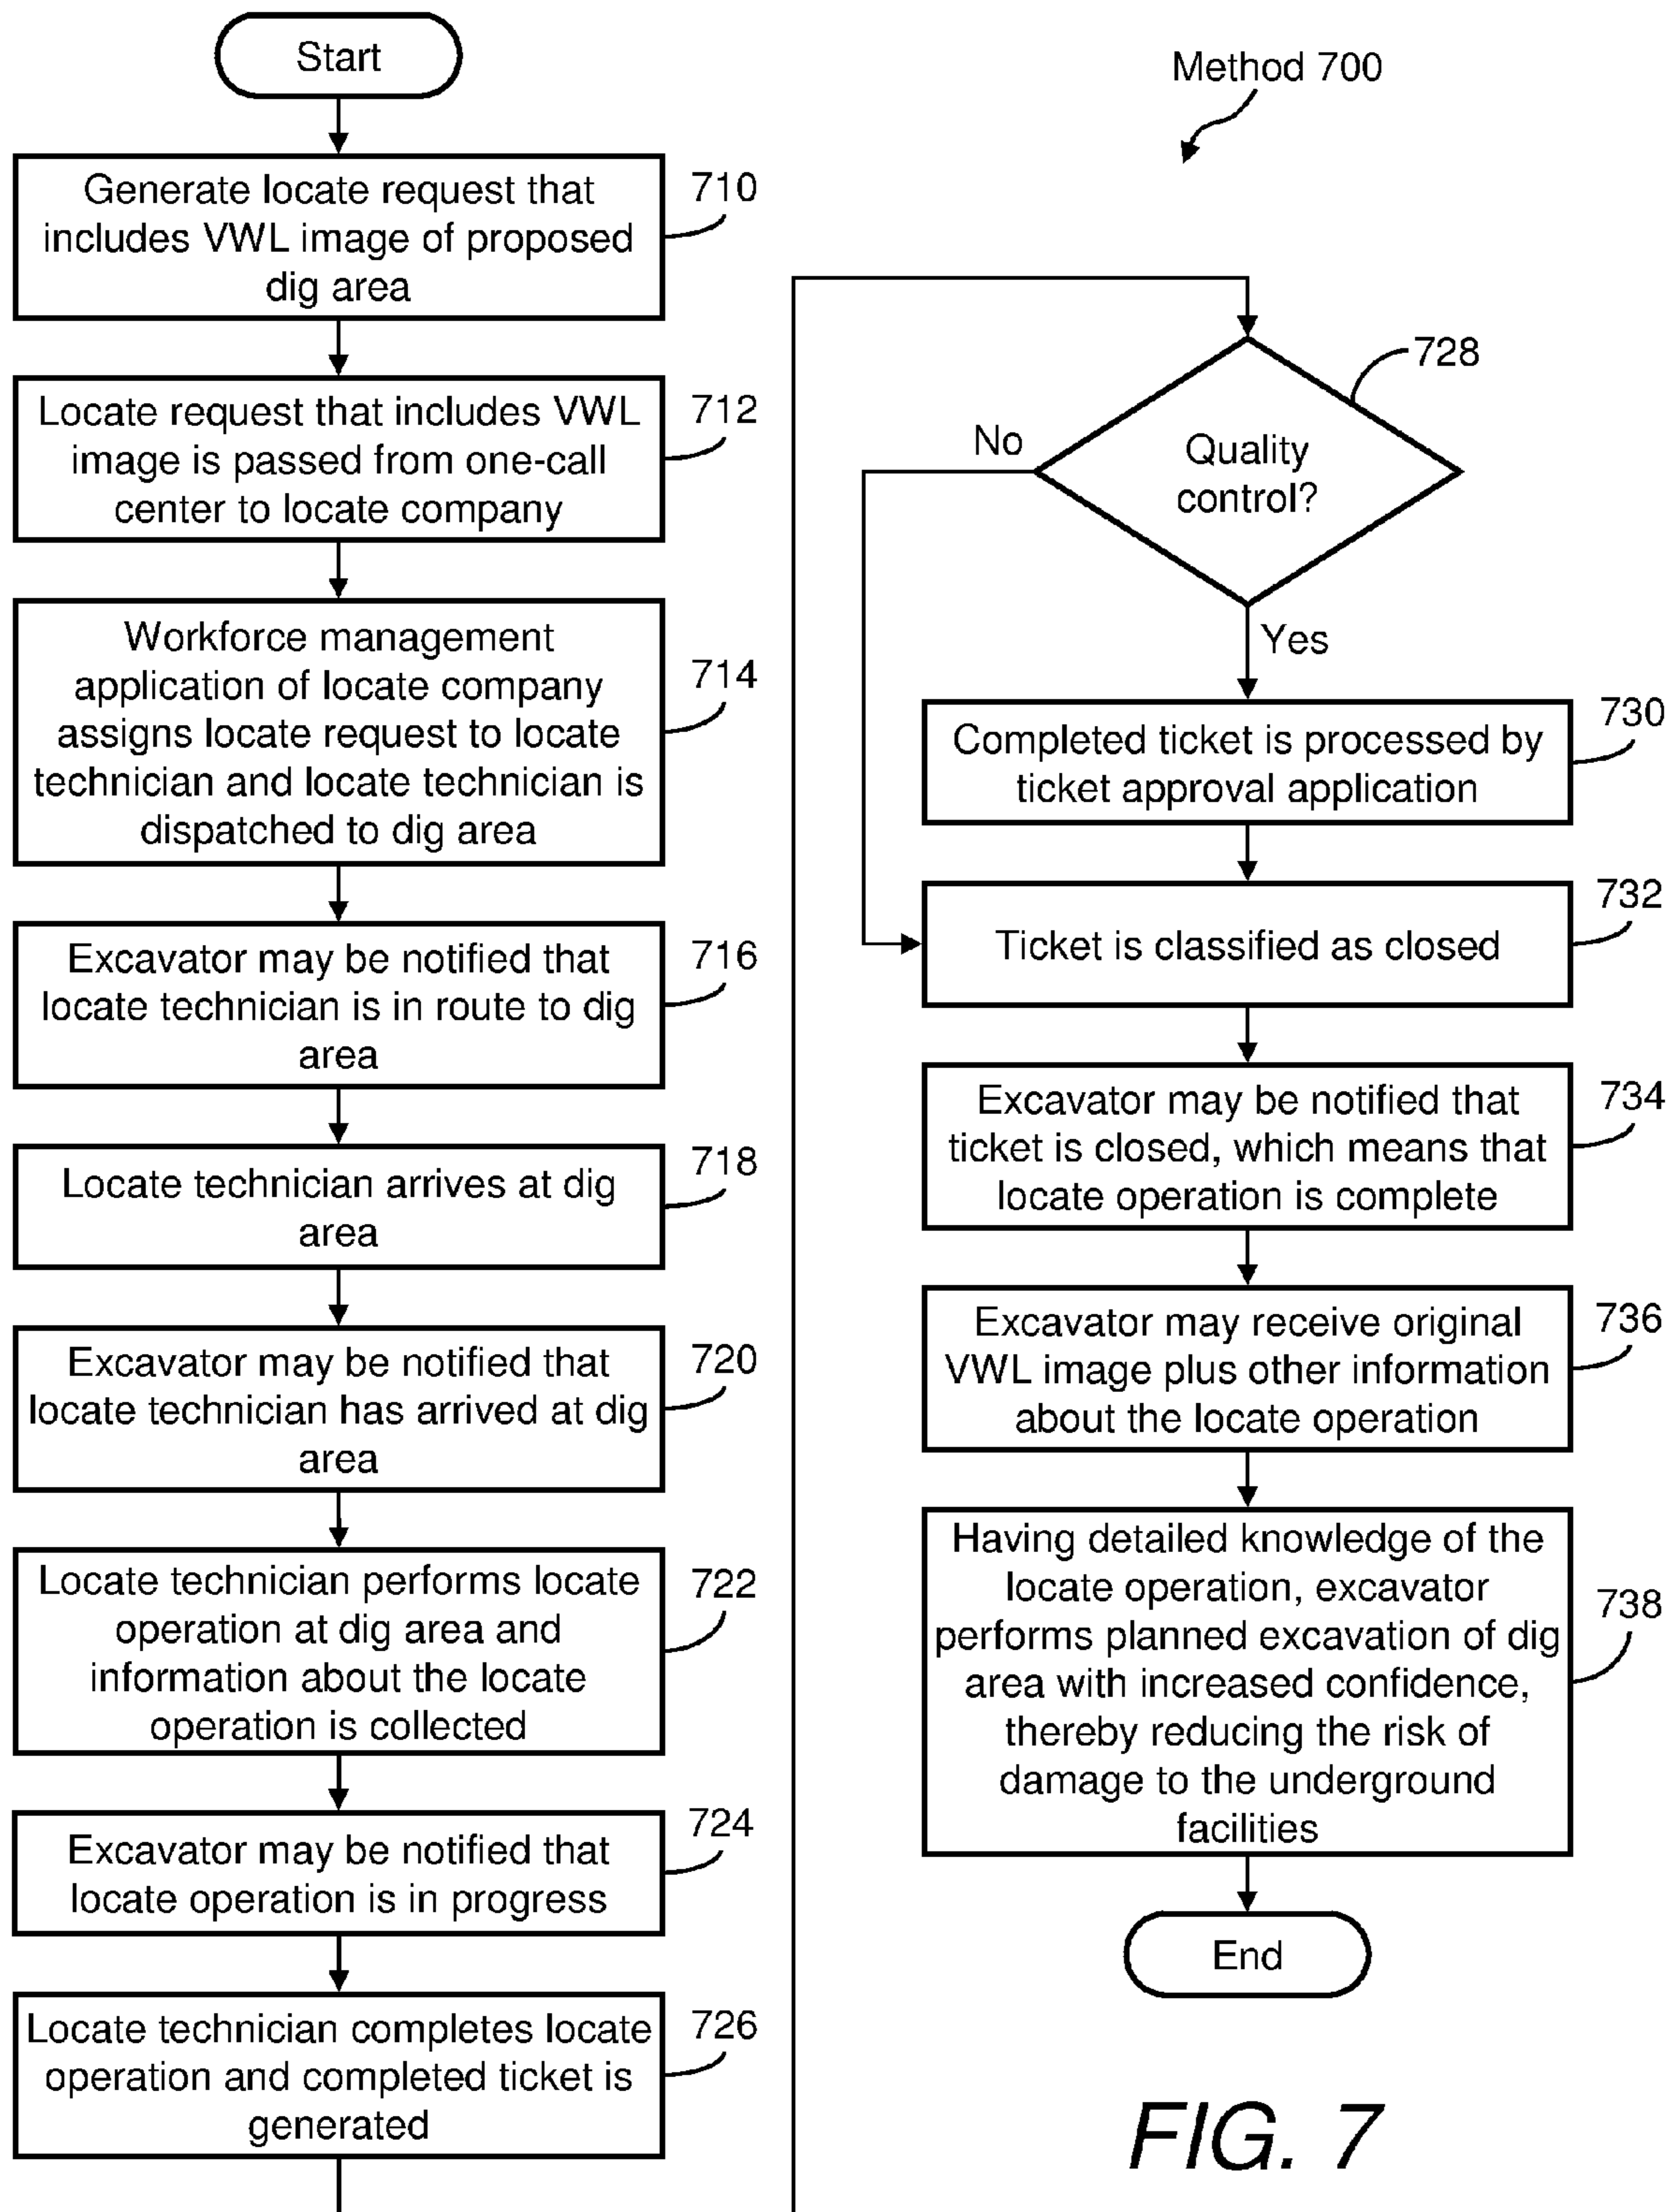 Start
Generate locate request that
includes VWL image of proposed
dig area
710
Locate request that includes VWL
image is passed from one-call
center to locate company
712
Workforce management
application of locate company
assigns locate request to locate
technician and locate technician is
dispatched to dig area
714
Excavator may be notified that
locate technician is in route to dig
area
716
Locate technician arrives at dig
area
718
Excavator may be notified that
locate technician has arrived at dig
area
720
Locate technician performs locate
operation at dig area and
information about the locate
operation is collected
722
Excavator may be notified that
locate operation is in progress
724
Locate technician completes locate
operation and completed ticket is
generated
726
Method 700
Quality
control?
728
No
Yes
Completed ticket is processed by
ticket approval application
730
Ticket is classified as closed
732
Excavator may be notified that
ticket is closed, which means that
locate operation is complete
734
Excavator may receive original
VWL image plus other information
about the locate operation
736
Having detailed knowledge of the
locate operation, excavator
performs planned excavation of dig
area with increased confidence,
thereby reducing the risk of
damage to the underground
facilities
738
End
FIG. 7